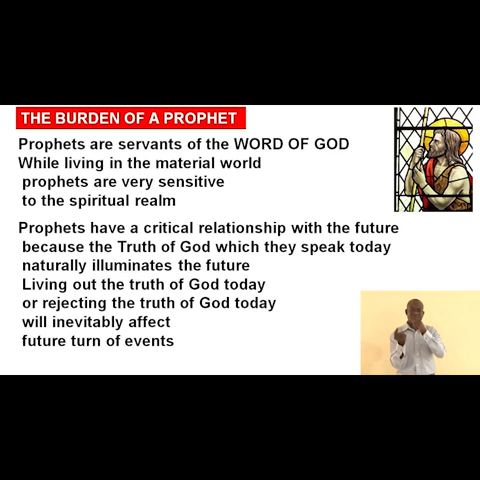 THE BURDEN OF A PROPHET
Prophets are servants of the WORD OF GOD
While living in the material world
prophets are very sensitive
to the spiritual realm
Prophets have a critical relationship with the future
because the Truth of God which they speak today
naturally illuminates the future
Living out the truth of God today
or rejecting the truth of God today
will inevitably affect
future turn of events